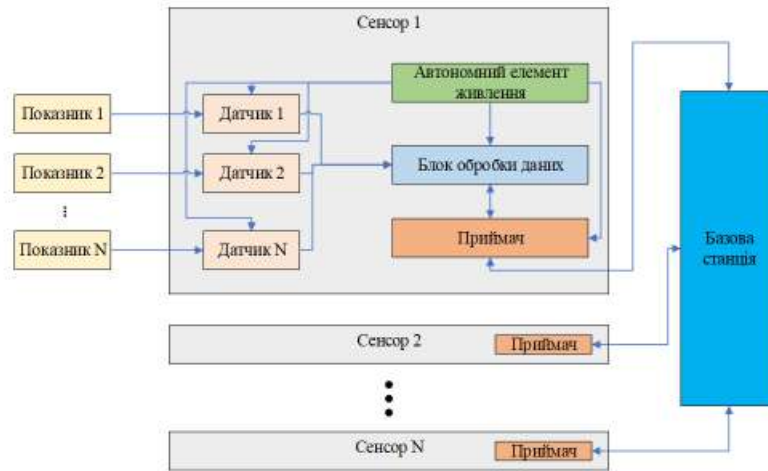 Сенсор 1
Автономний елемент
живлення
Показник 1
Датчик 1
Показник 2
Датчик 2
Блок обробки даних
Показник N
Датчик N
Приймач
Базова
станція
Сенсор 2
Приймач
Сенсор N
Приймач